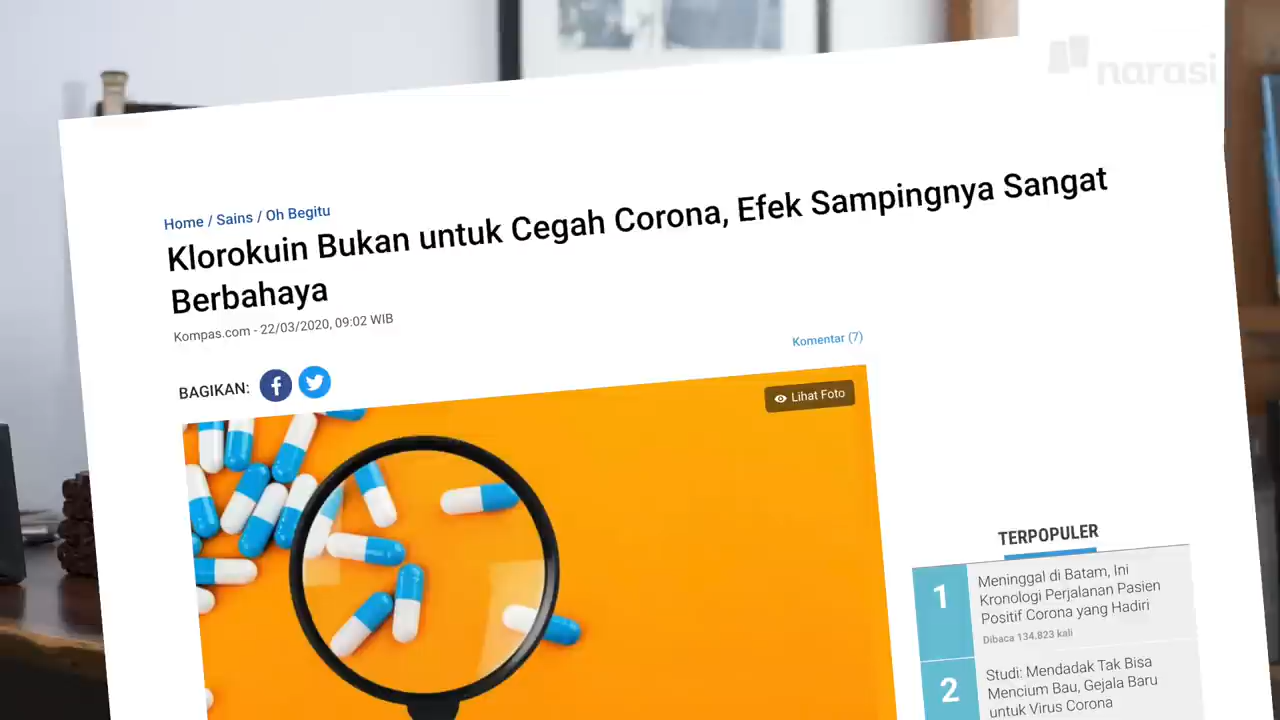 narasi
Home / Sains / Oh Begitu
Klorokuin Bukan untuk Cegah Corona, Efek Sampingnya Sangat
Berbahaya
Kompas.com - 22/03/2020, 09:02 WIB
Komentar (7)
BAGIKAN:
Lihat Foto
TERPOPULER
1
Meninggal di Batam, Ini
Kronologi Perjalanan Pasien
Positif Corona yang Hadiri
Dibaca 134.823 kali
2
Studi: Mendadak Tak Bisa
Mencium Bau, Gejala Baru
untuk Virus Corona